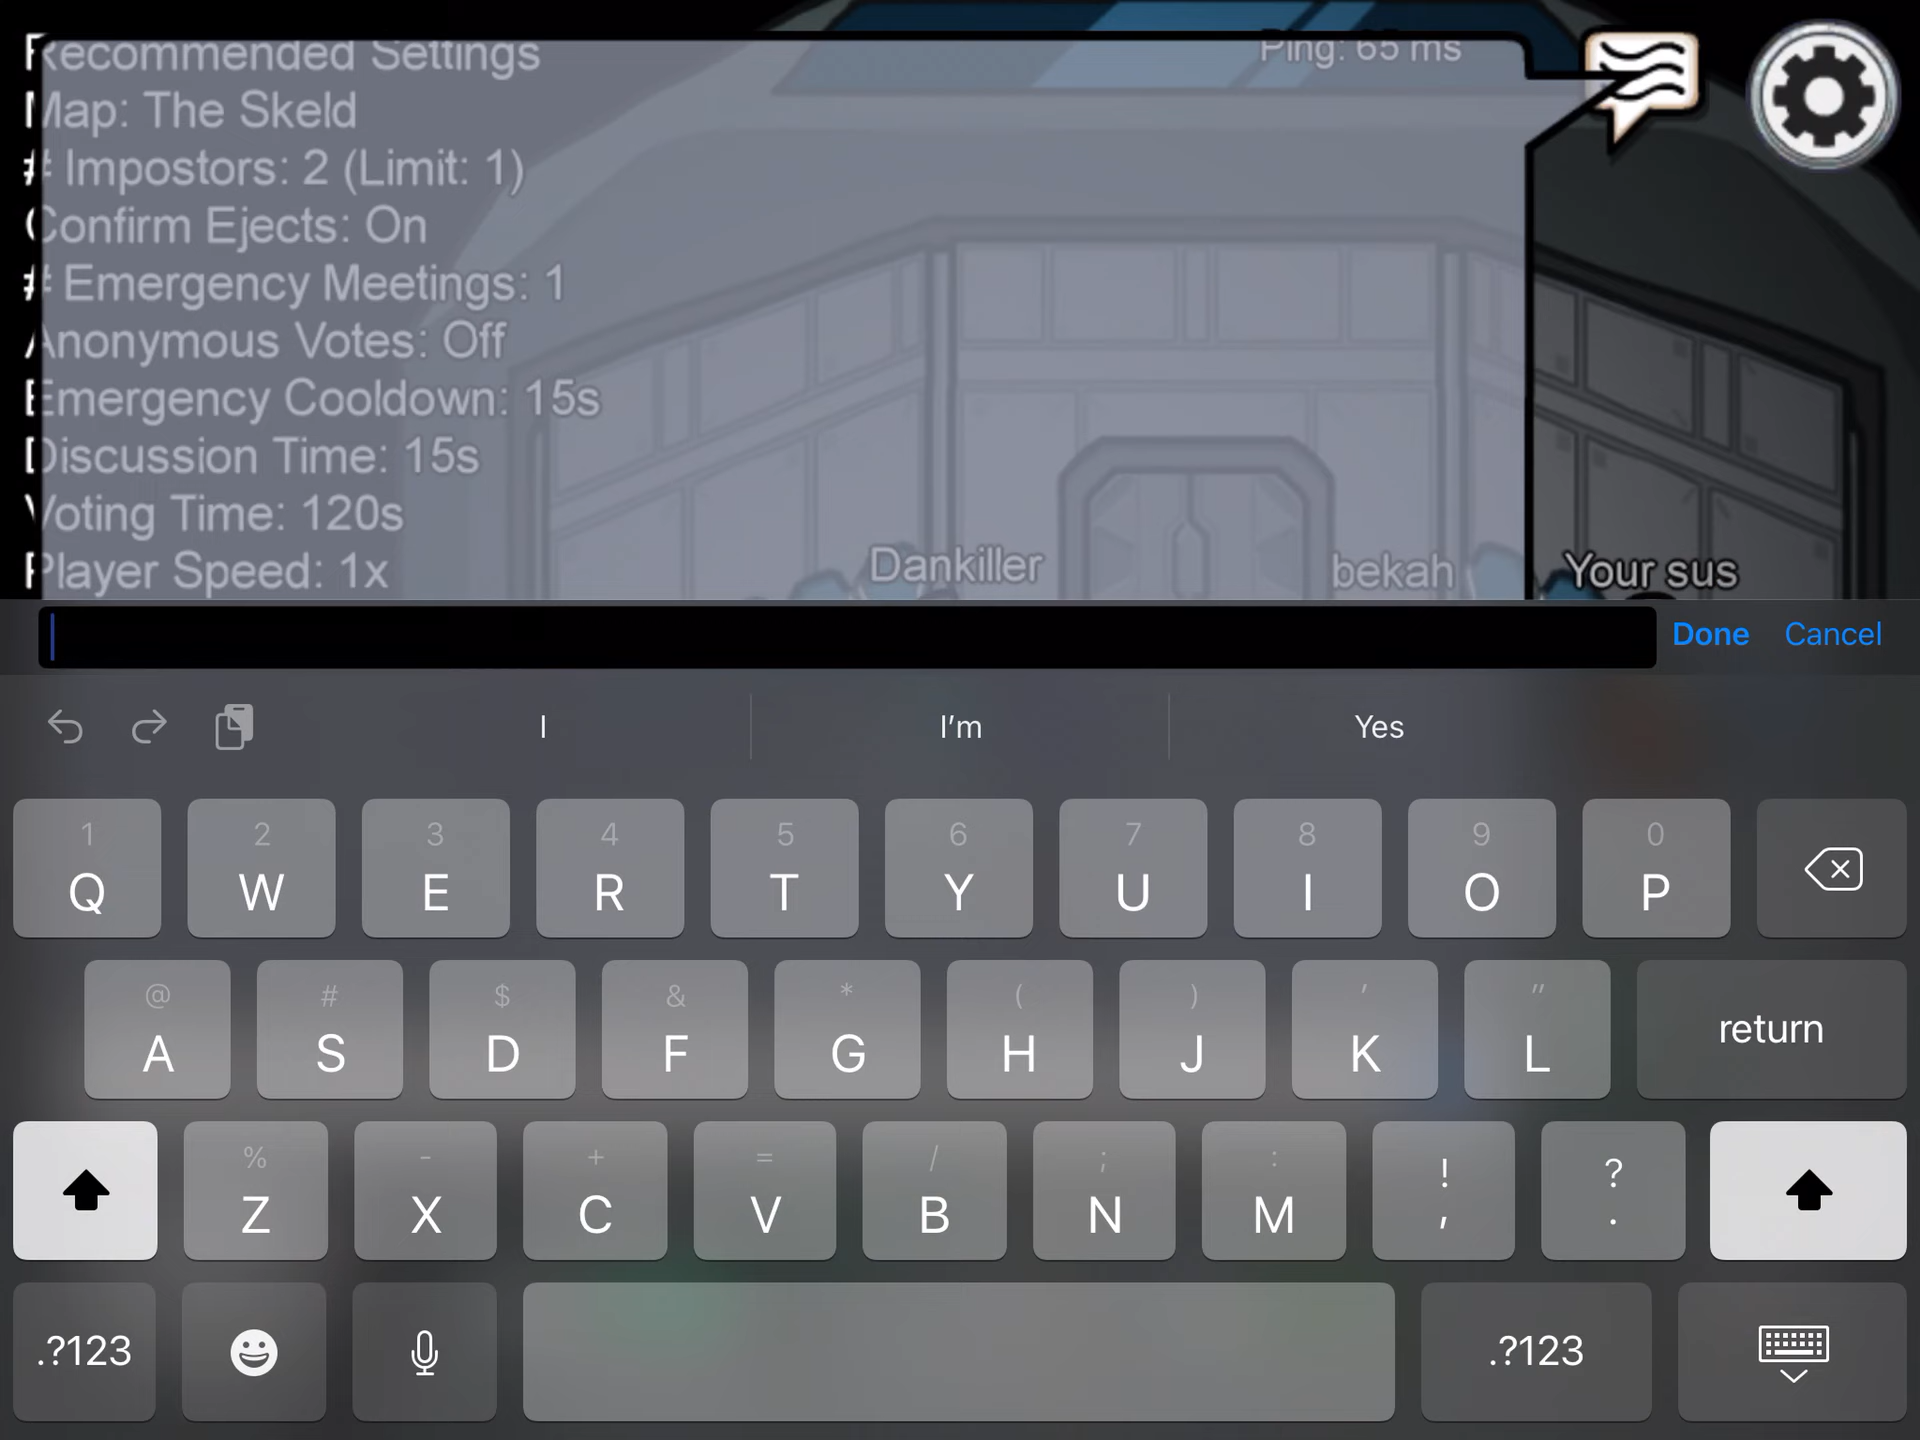 Recommended Settings
Ping: 65 ms
Map: The Skeld
# Impostors: 2 (Limit: 1)
Confirm Ejects: On
# Emergency Meetings: 1
Anonymous Votes: Off
Emergency Cooldown: 15s
Discussion Time: 15s
Voting Time: 120s
Player Speed: 1x
Dankiller bekah Your sus
Done Cancel
I I'm Yes
1 2 3 4 5 6 7 8 9 0
Q W E R T Y U I O P
@ # $ & * ( ) ' "
A S D F G H J K L return
% - + = / ; : ! ?
Z X C V B N M , .
.?123 .?123